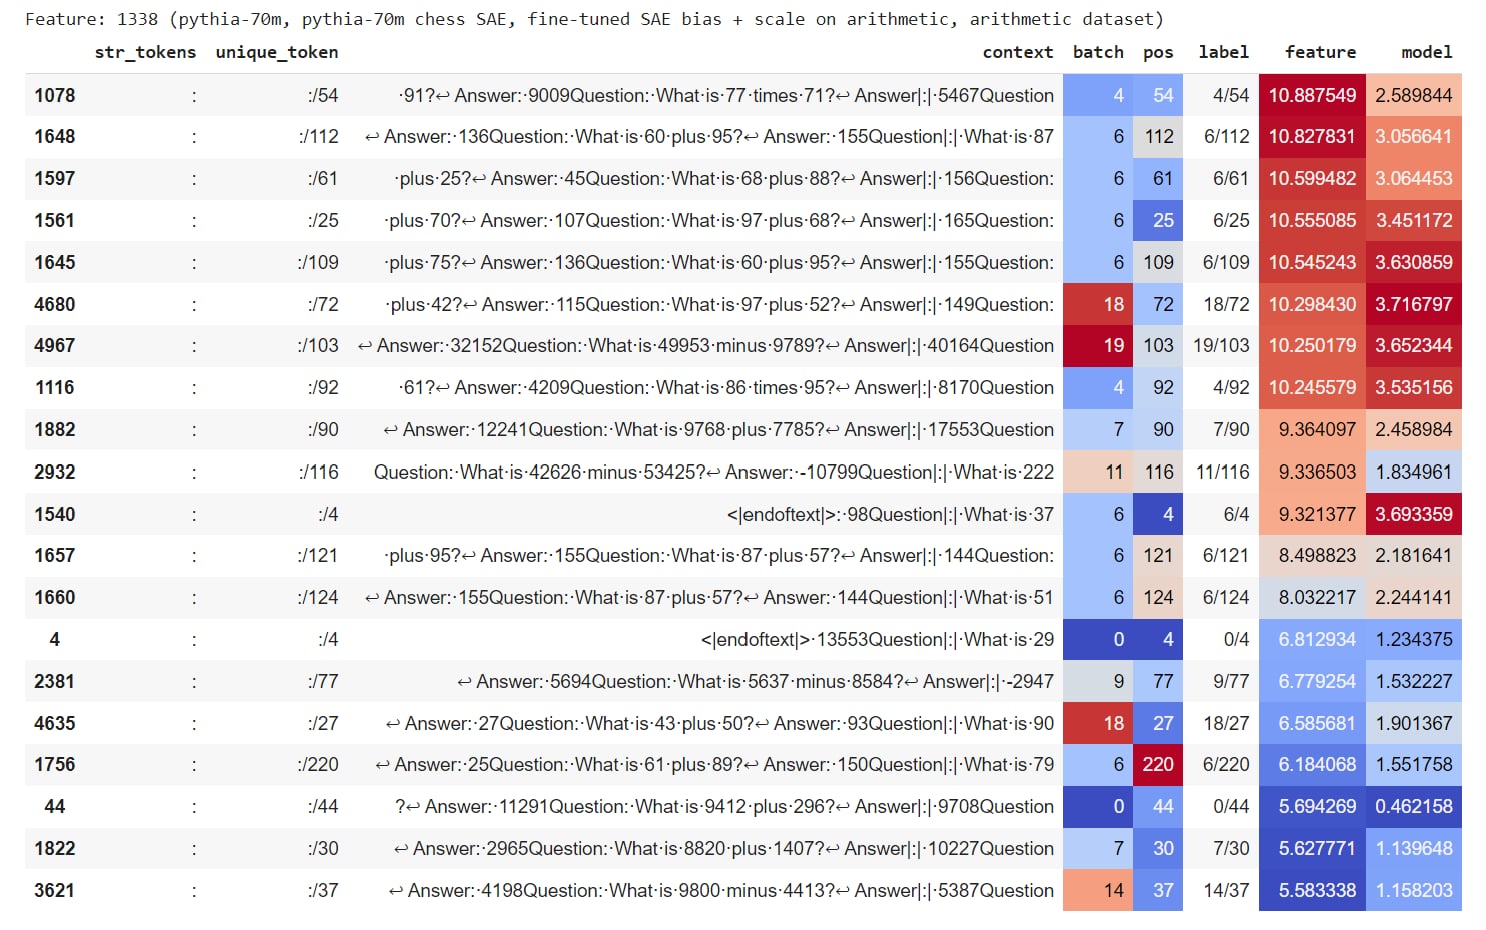 Feature: 1338 (pythia-70m, pythia-70m chess SAE, fine-tuned SAE bias + scale on arithmetic, arithmetic dataset)
str_tokens unique_token context batch pos label feature model
1078 : :/54 ·91?↩ Answer:·9009Question:·What·is·77·times·71?↩ Answer|:|·5467Question 4 54 4/54 10.887549 2.589844
1648 : :/112 ↩ Answer:·136Question:·What·is·60·plus·95?↩ Answer:·155Question|:|·What·is·87 6 112 6/112 10.827831 3.056641
1597 : :/61 ·plus·25?↩ Answer:·45Question:·What·is·68·plus·88?↩ Answer|:|·156Question: 6 61 6/61 10.599482 3.064453
1561 : :/25 ·plus·70?↩ Answer:·107Question:·What·is·97·plus·68?↩ Answer|:|·165Question: 6 25 6/25 10.555085 3.451172
1645 : :/109 ·plus·75?↩ Answer:·136Question:·What·is·60·plus·95?↩ Answer|:|·155Question: 6 109 6/109 10.545243 3.630859
4680 : :/72 ·plus·42?↩ Answer:·115Question:·What·is·97·plus·52?↩ Answer|:|·149Question: 18 72 18/72 10.298430 3.716797
4967 : :/103 ↩ Answer:·32152Question:·What·is·49953·minus·9789?↩ Answer|:|·40164Question 19 103 19/103 10.250179 3.652344
1116 : :/92 ·61?↩ Answer:·4209Question:·What·is·86·times·95?↩ Answer|:|·8170Question 4 92 4/92 10.245579 3.535156
1882 : :/90 ↩ Answer:·12241Question:·What·is·9768·plus·7785?↩ Answer|:|·17553Question 7 90 7/90 9.364097 2.458984
2932 : :/116 Question:·What·is·42626·minus·53425?↩ Answer:·-10799Question|:|·What·is·222 11 116 11/116 9.336503 1.834961
1540 : :/4 <|endoftext|>:·98Question|:|·What·is·37 6 4 6/4 9.321377 3.693359
1657 : :/121 ·plus·95?↩ Answer:·155Question:·What·is·87·plus·57?↩ Answer|:|·144Question: 6 121 6/121 8.498823 2.181641
1660 : :/124 ↩ Answer:·155Question:·What·is·87·plus·57?↩ Answer:·144Question|:|·What·is·51 6 124 6/124 8.032217 2.244141
4 : :/4 <|endoftext|>·13553Question|:|·What·is·29 0 4 0/4 6.812934 1.234375
2381 : :/77 ↩ Answer:·5694Question:·What·is·5637·minus·8584?↩ Answer|:|·-2947 9 77 9/77 6.779254 1.532227
4635 : :/27 ↩ Answer:·27Question:·What·is·43·plus·50?↩ Answer:·93Question|:|·What·is·90 18 27 18/27 6.585681 1.901367
1756 : :/220 ↩ Answer:·25Question:·What·is·61·plus·89?↩ Answer:·150Question|:|·What·is·79 6 220 6/220 6.184068 1.551758
44 : :/44 ?↩ Answer:·11291Question:·What·is·9412·plus·296?↩ Answer|:|·9708Question 0 44 0/44 5.694269 0.462158
1822 : :/30 ↩ Answer:·2965Question:·What·is·8820·plus·1407?↩ Answer|:|·10227Question 7 30 7/30 5.627771 1.139648
3621 : :/37 ↩ Answer:·4198Question:·What·is·9800·minus·4413?↩ Answer|:|·5387Question 14 37 14/37 5.583338 1.158203